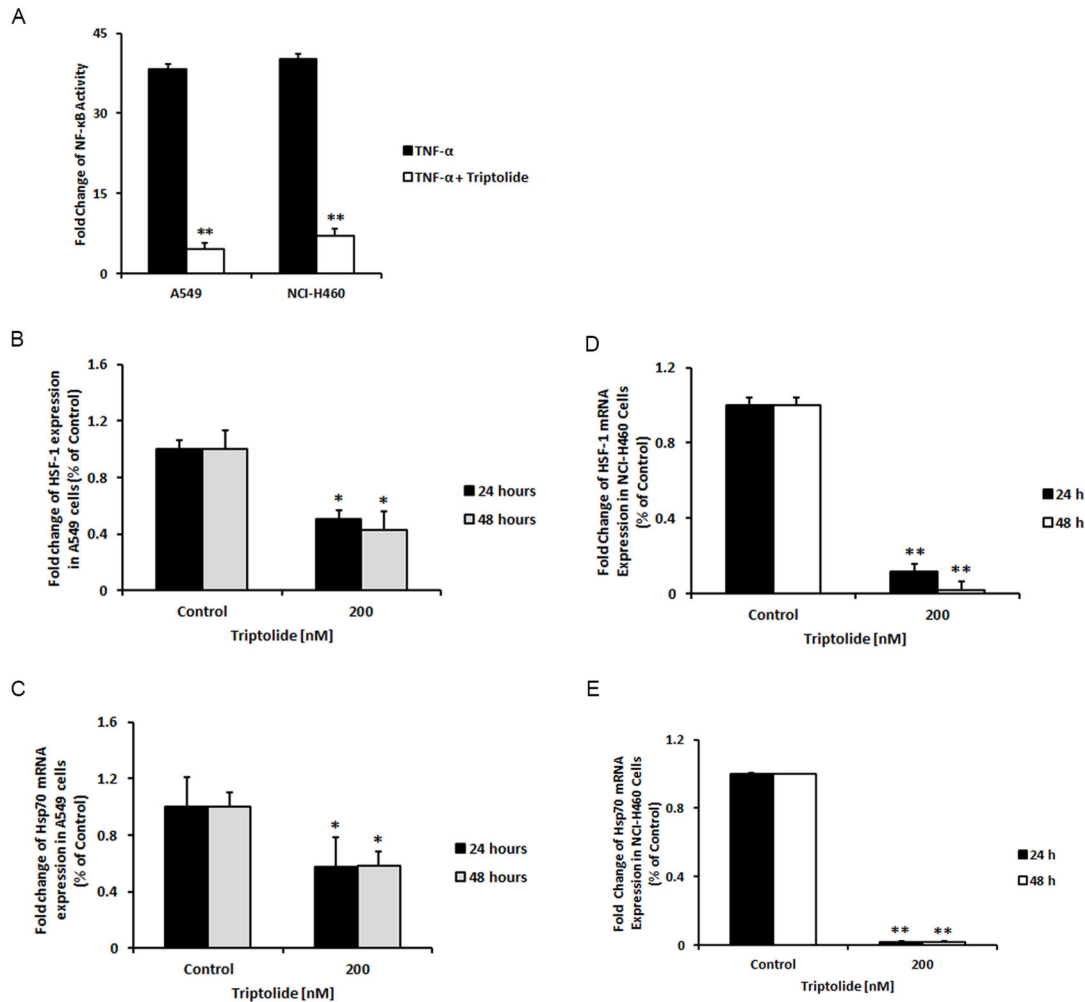 A
Fold Change of NF-κB Activity
45
30
15
0
**
**
A549
NCI-H460
TNF-α
TNF-α + Triptolide
B
Fold change of HSF-1 expression
in A549 cells (% of Control)
1.6
1.2
0.8
0.4
0
*
*
Control
200
Triptolide [nM]
24 hours
48 hours
D
Fold Change of HSF-1 mRNA
Expression in NCI-H460 Cells
(% of Control)
1.2
0.8
0.4
0
**
**
Control
200
Triptolide [nM]
24 h
48 h
C
Fold change of Hsp70 mRNA
expression in A549 cells
(% of Control)
1.6
1.2
0.8
0.4
0
*
*
Control
200
Triptolide [nM]
24 hours
48 hours
E
Fold Change of Hsp70 mRNA
Expression in NCI-H460 Cells
(% of Control)
1.2
0.8
0.4
0
**
**
Control
200
Triptolide [nM]
24 h
48 h